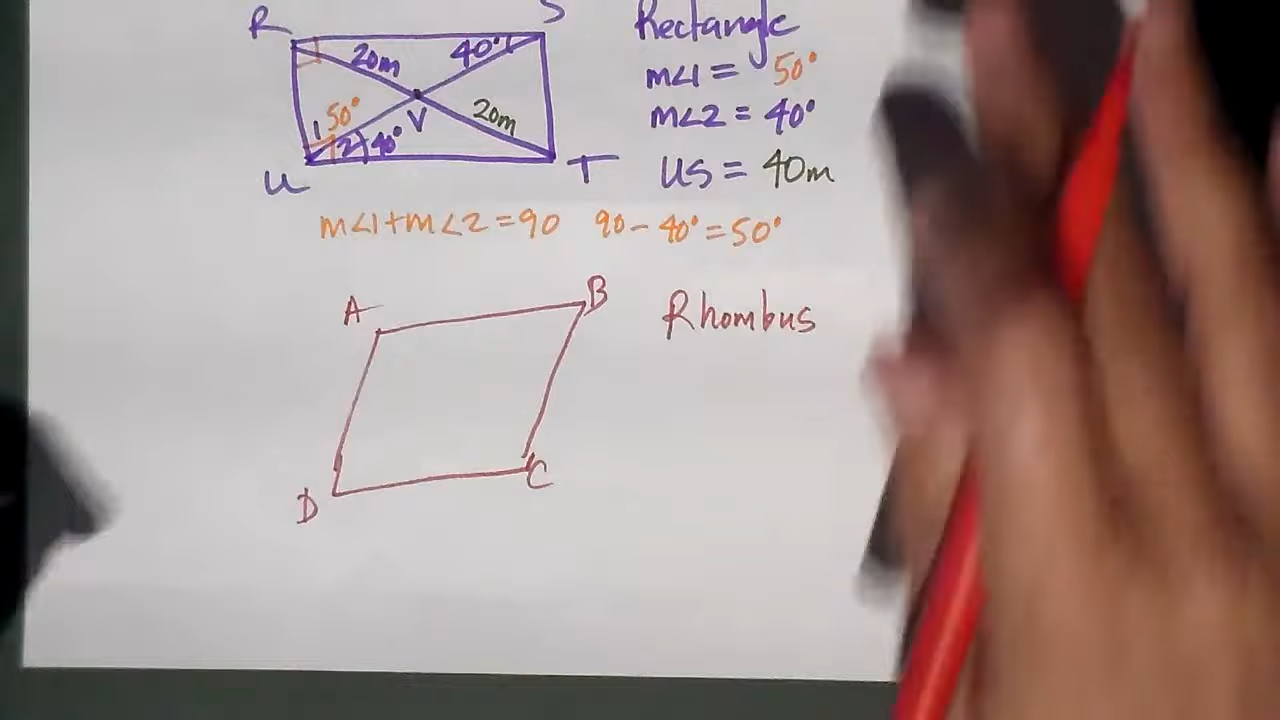 R S Rectangle
20m 40° m∠1 = 50°
50° V 20m m∠2 = 40°
1 2 40°
U T US = 40m
m∠1+m∠2=90 90-40°=50°
A B Rhombus
D C